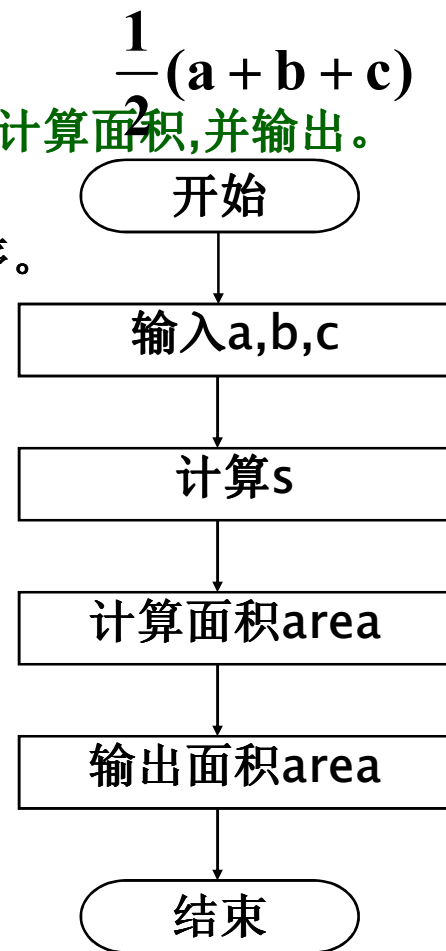 1/2 (a + b + c)
计算面积,并输出。
开始
。
输入a,b,c
计算s
计算面积area
输出面积area
结束